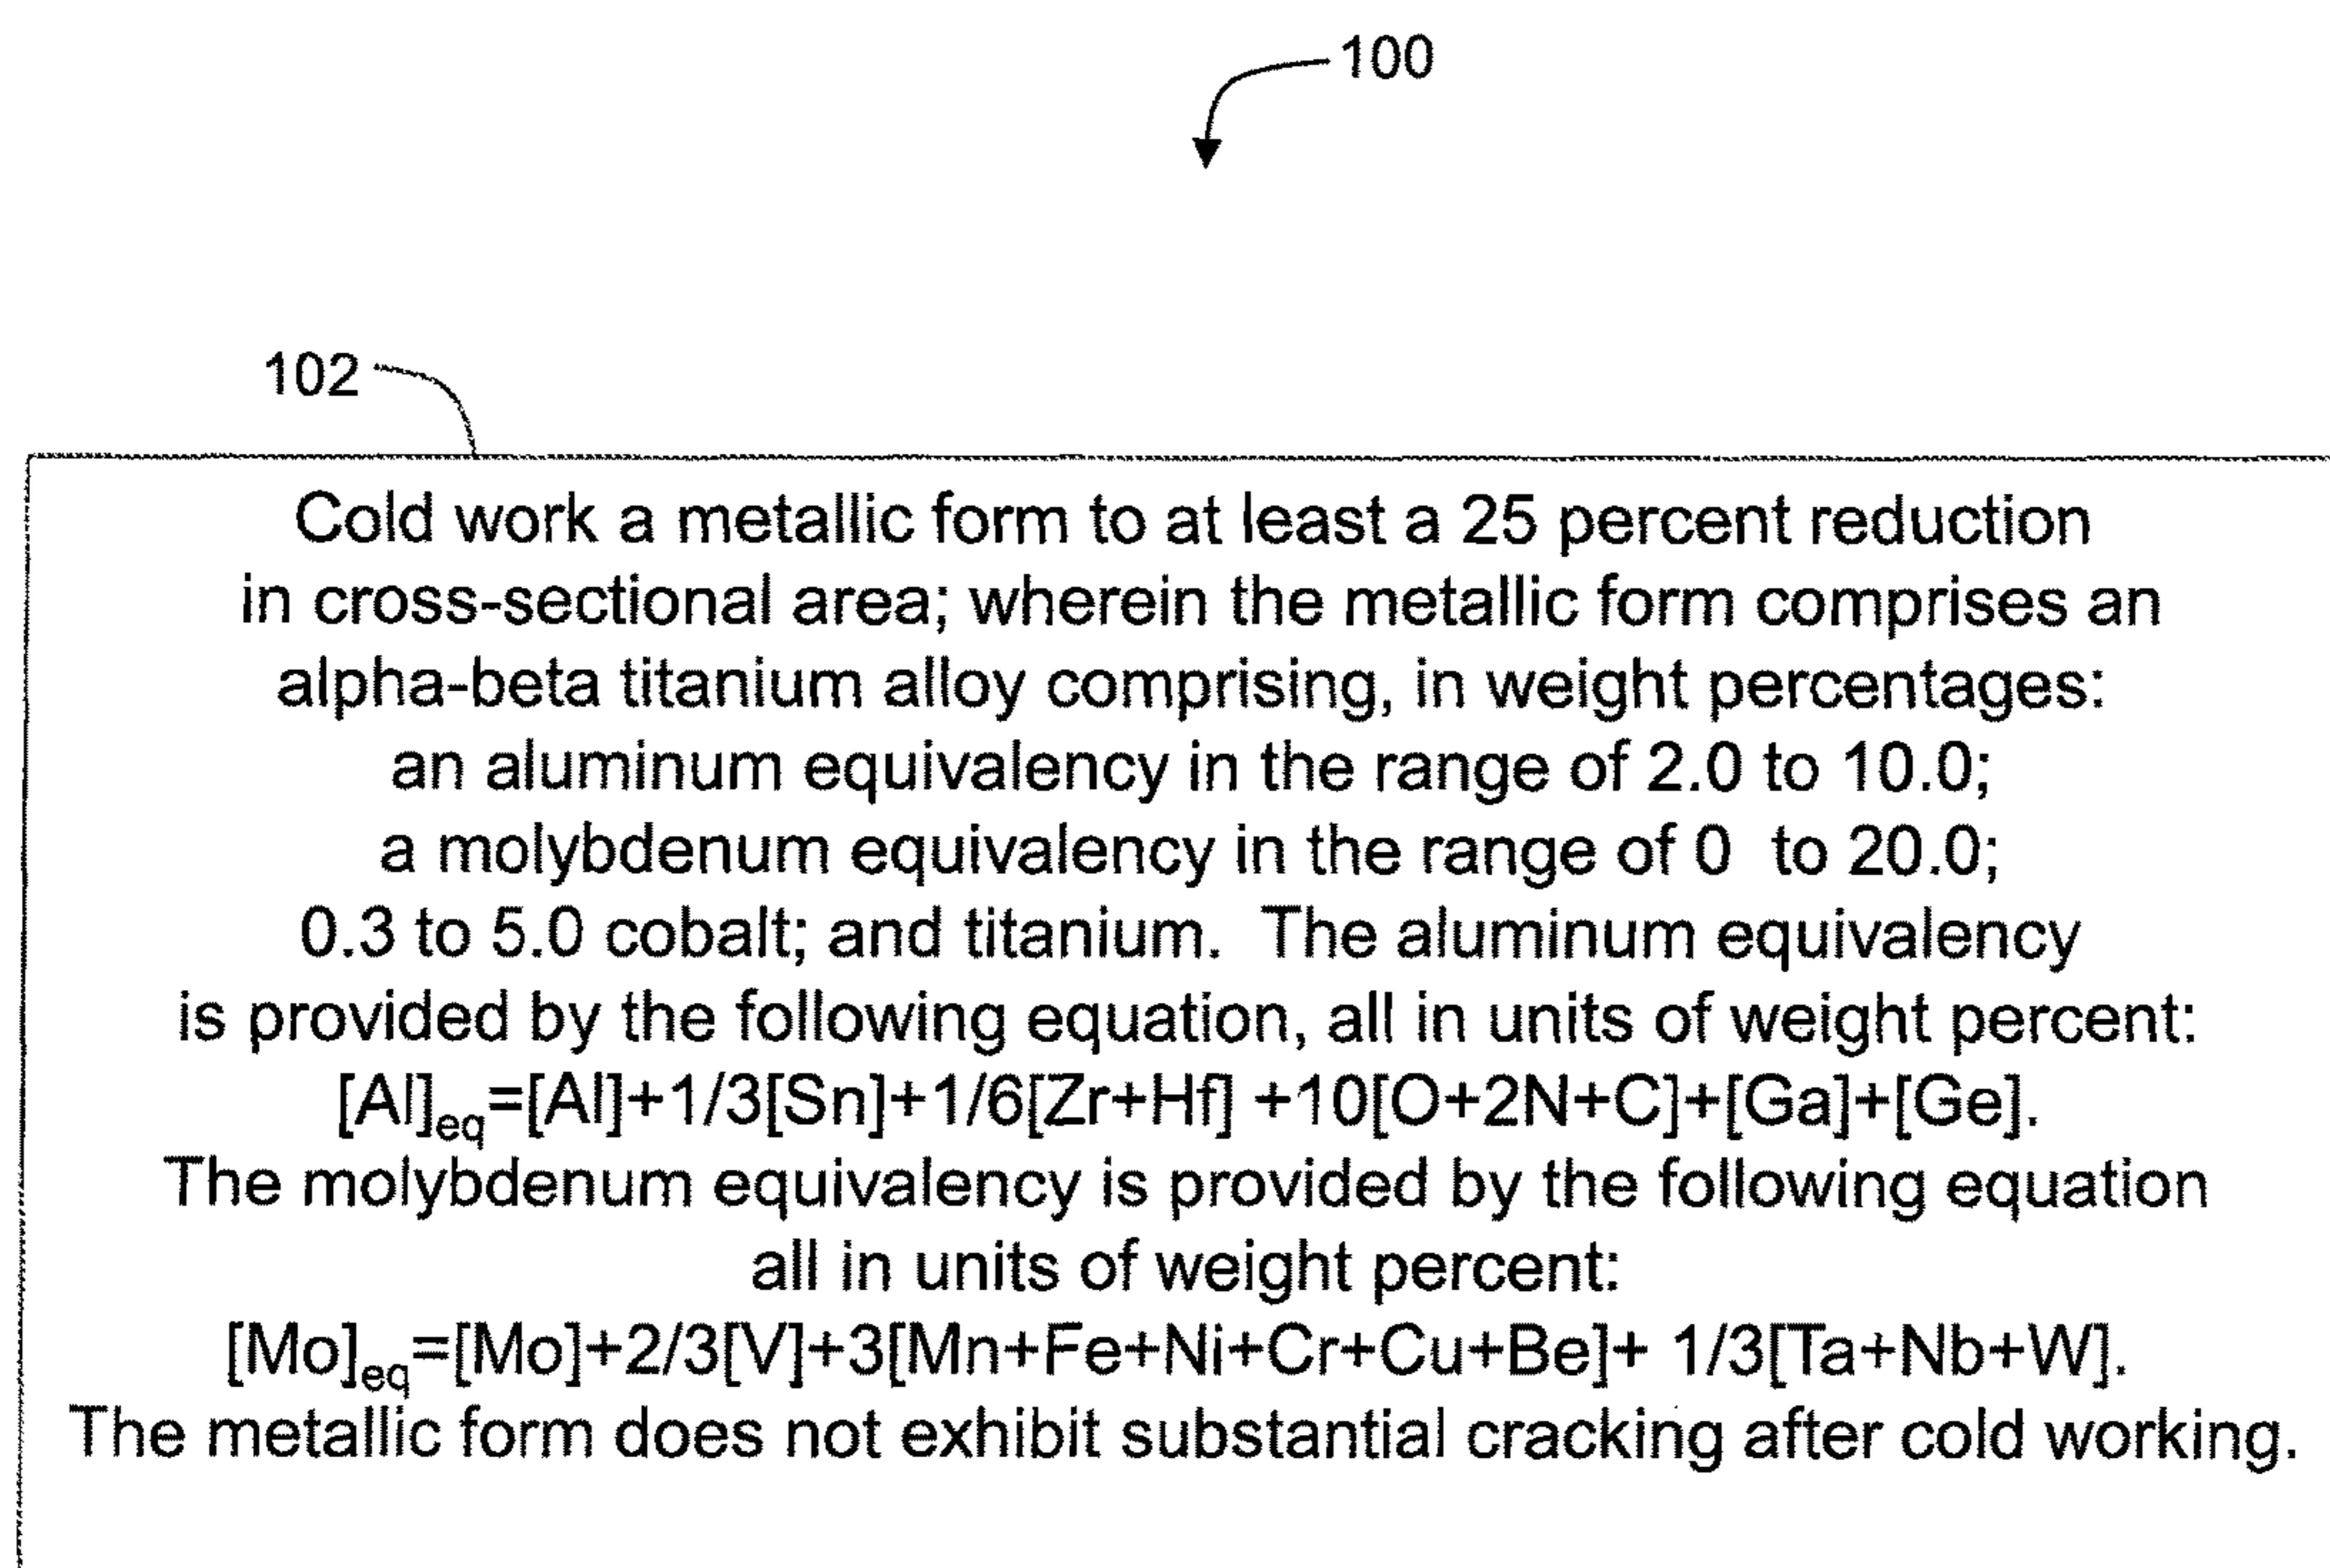 100
102
Cold work a metallic form to at least a 25 percent reduction
in cross-sectional area; wherein the metallic form comprises an
alpha-beta titanium alloy comprising, in weight percentages:
an aluminum equivalency in the range of 2.0 to 10.0;
a molybdenum equivalency in the range of 0  to 20.0;
0.3 to 5.0 cobalt; and titanium.  The aluminum equivalency
is provided by the following equation, all in units of weight percent:
[Al]eq=[Al]+1/3[Sn]+1/6[Zr+Hf] +10[O+2N+C]+[Ga]+[Ge].
The molybdenum equivalency is provided by the following equation
all in units of weight percent:
[Mo]eq=[Mo]+2/3[V]+3[Mn+Fe+Ni+Cr+Cu+Be]+ 1/3[Ta+Nb+W].
The metallic form does not exhibit substantial cracking after cold working.